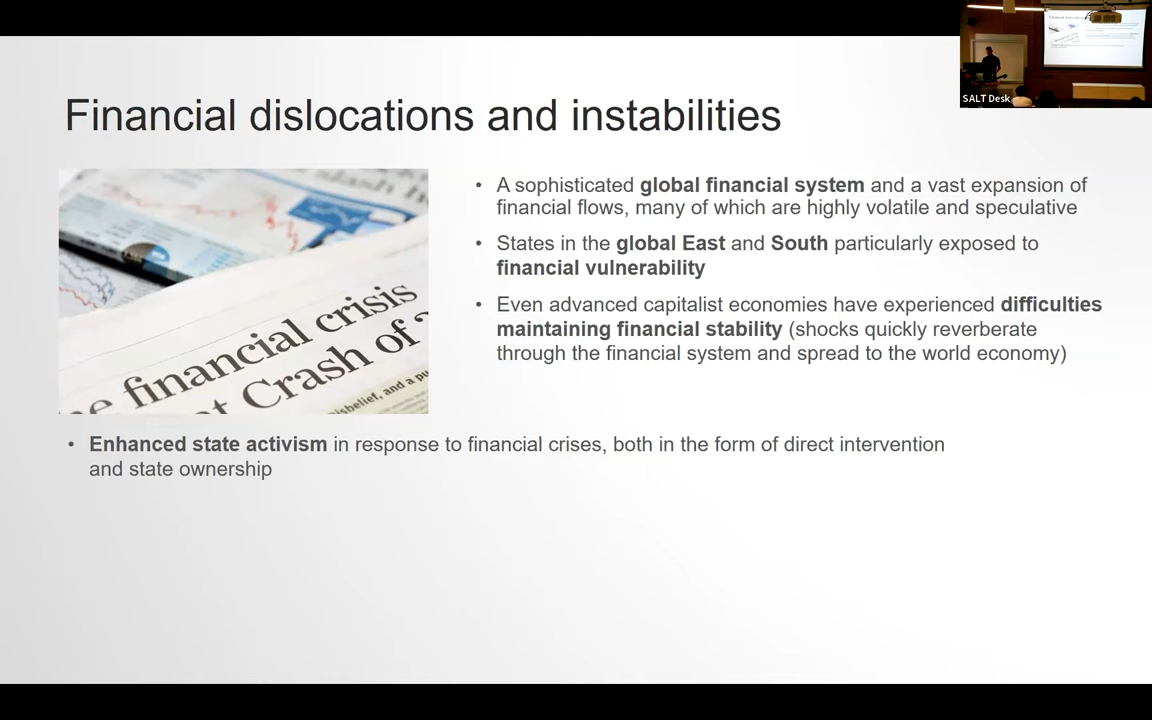 SALT Desk
Financial dislocations and instabilities
• A sophisticated global financial system and a vast expansion of
financial flows, many of which are highly volatile and speculative
• States in the global East and South particularly exposed to
financial vulnerability
• Even advanced capitalist economies have experienced difficulties
maintaining financial stability (shocks quickly reverberate
through the financial system and spread to the world economy)
financial crisis
Crash of
isbelief, and a pu
• Enhanced state activism in response to financial crises, both in the form of direct intervention
and state ownership